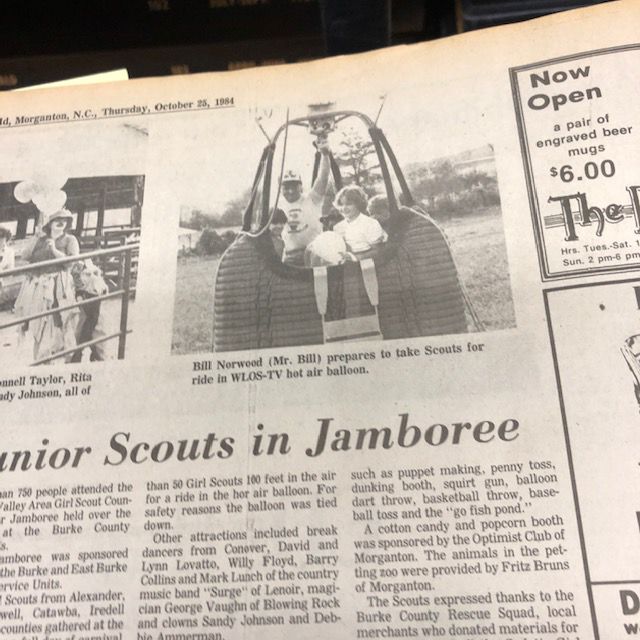 ld, Morganton, N.C., Thursday, October 25, 1984
Bill Norwood (Mr. Bill) prepares to take Scouts for
ride in WLOS-TV hot air balloon.
nnell Taylor, Rita
dy Johnson, all of
unior Scouts in Jamboree
an 750 people attended the
Valley Area Girl Scout Coun-
r Jamboree held over the
at the Burke County
s.
amboree was sponsored
the Burke and East Burke
ervice Units.
Scouts from Alexander,
well, Catawba, Iredell
counties gathered at the
than 50 Girl Scouts 100 feet in the air
for a ride in the hor air balloon. For
safety reasons the balloon was tied
down.
Other attractions included break
dancers from Conover, David and
Lynn Lovatto, Willy Floyd, Barry
Collins and Mark Lunch of the country
music band "Surge" of Lenoir, magi-
cian George Vaughn of Blowing Rock
and clowns Sandy Johnson and Deb-
bie Ammerman.
such as puppet making, penny toss,
dunking booth, squirt gun, balloon
dart throw, basketball throw, base-
ball toss and the "go fish pond."
A cotton candy and popcorn booth
was sponsored by the Optimist Club of
Morganton. The animals in the pet-
ting zoo were provided by Fritz Bruns
of Morganton.
The Scouts expressed thanks to the
Burke County Rescue Squad, local
merchants who donated materials for
Now
Open
a pair of
engraved beer
mugs
$6.00
The
Hrs. Tues.-Sat. 1
Sun. 2 pm-6 pm
D
W